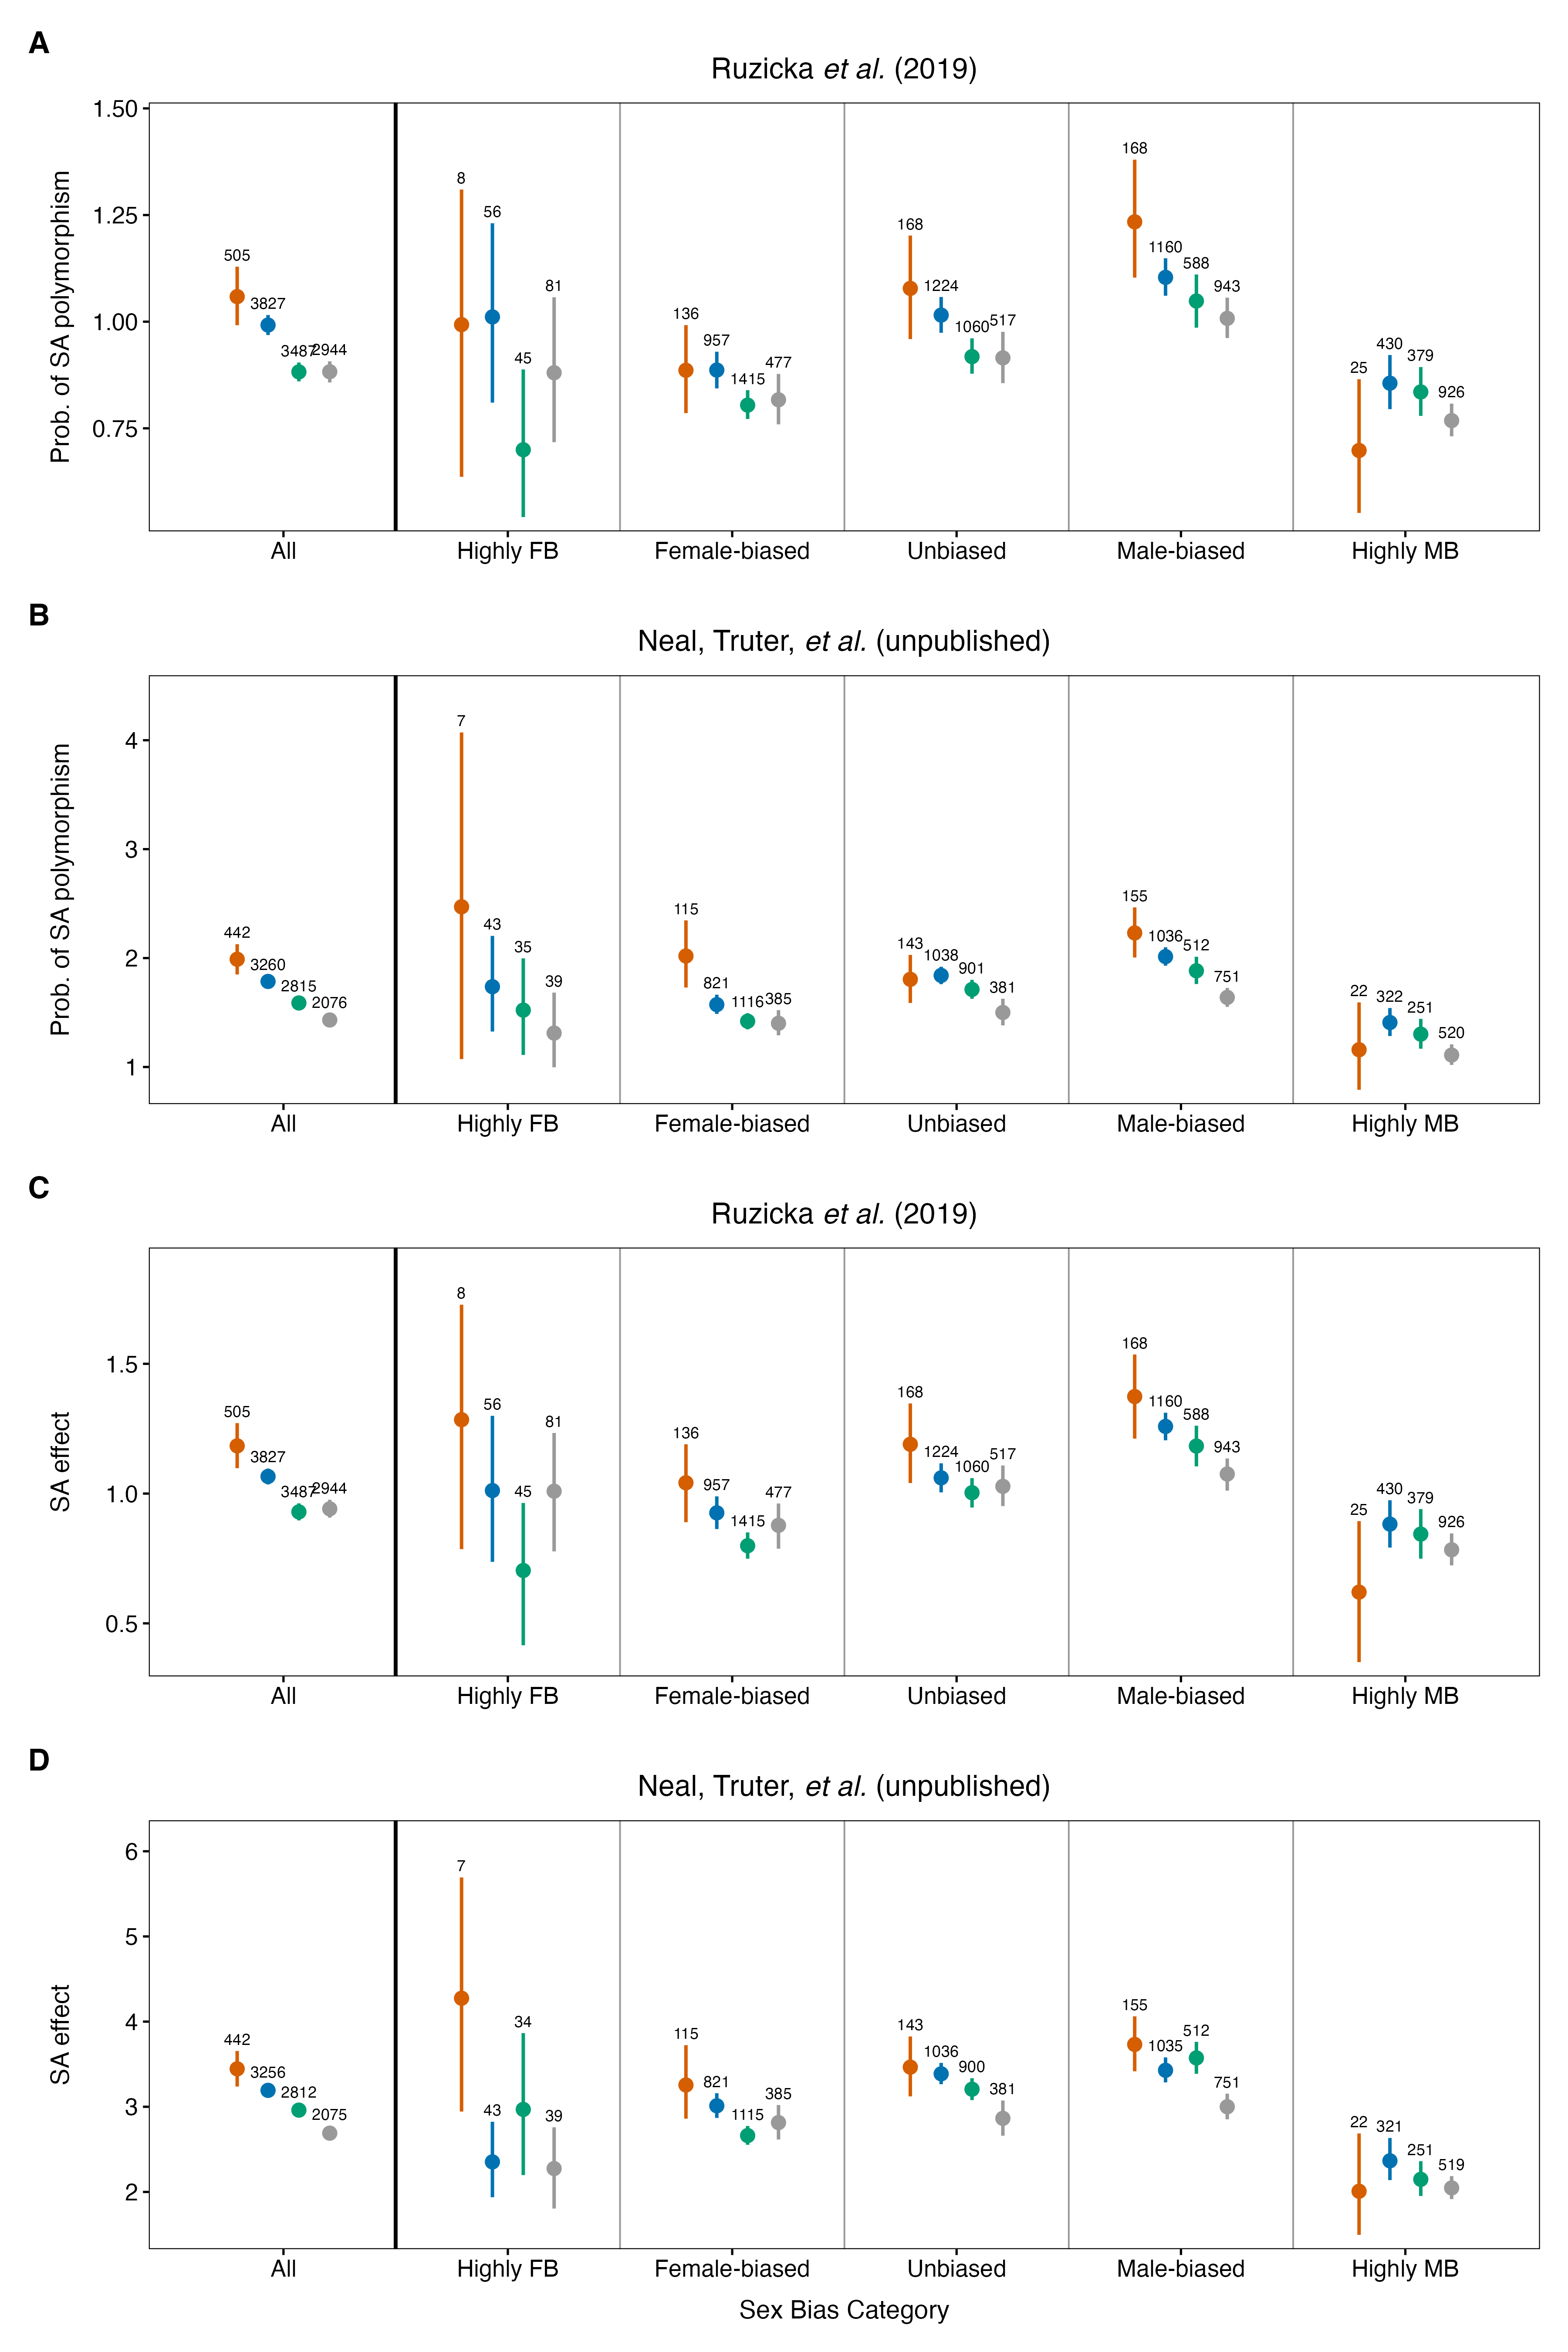 A
Ruzicka et al. (2019)
Prob. of SA polymorphism
1.50
1.25
1.00
0.75
505 3827 3487 2944
8 56 45 81
136 957 1415 477
168 1224 1060 517
168 1160 588 943
25 430 379 926
All Highly FB Female-biased Unbiased Male-biased Highly MB
B
Neal, Truter, et al. (unpublished)
Prob. of SA polymorphism
4
3
2
1
442 3260 2815 2076
7 43 35 39
115 821 1116 385
143 1038 901 381
155 1036 512 751
22 322 251 520
All Highly FB Female-biased Unbiased Male-biased Highly MB
C
Ruzicka et al. (2019)
SA effect
1.5
1.0
0.5
505 3827 3487 2944
8 56 45 81
136 957 1415 477
168 1224 1060 517
168 1160 588 943
25 430 379 926
All Highly FB Female-biased Unbiased Male-biased Highly MB
D
Neal, Truter, et al. (unpublished)
SA effect
6
5
4
3
2
442 3256 2812 2075
7 43 34 39
115 821 1115 385
143 1036 900 381
155 1035 512 751
22 321 251 519
All Highly FB Female-biased Unbiased Male-biased Highly MB
Sex Bias Category